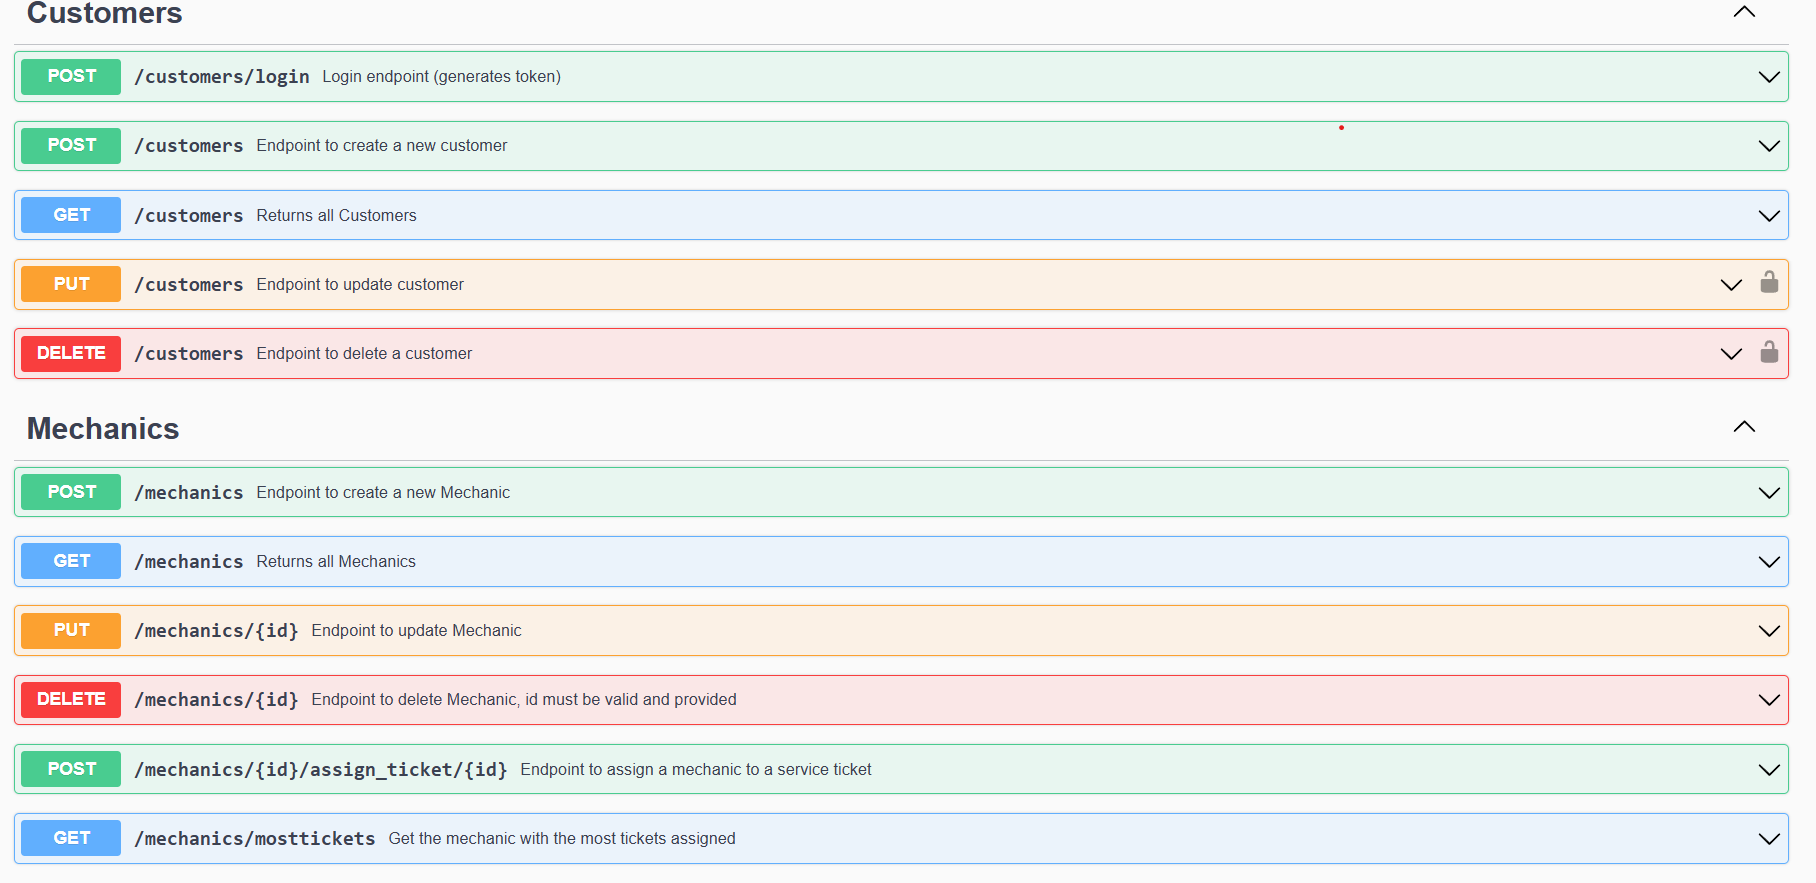 Customers
POST /customers/login Login endpoint (generates token)
POST /customers Endpoint to create a new customer
GET /customers Returns all Customers
PUT /customers Endpoint to update customer
DELETE /customers Endpoint to delete a customer
Mechanics
POST /mechanics Endpoint to create a new Mechanic
GET /mechanics Returns all Mechanics
PUT /mechanics/{id} Endpoint to update Mechanic
DELETE /mechanics/{id} Endpoint to delete Mechanic, id must be valid and provided
POST /mechanics/{id}/assign_ticket/{id} Endpoint to assign a mechanic to a service ticket
GET /mechanics/mosttickets Get the mechanic with the most tickets assigned